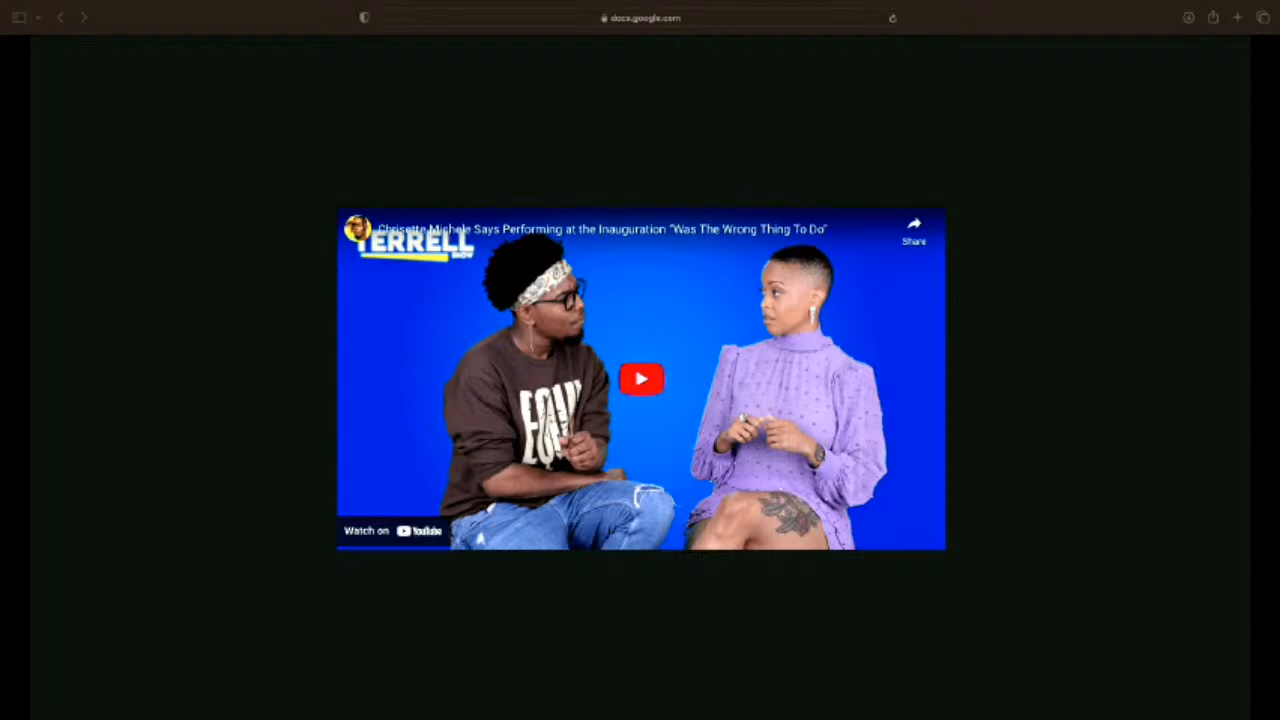 docs.google.com
Chrisette Michele Says Performing at the Inauguration "Was The Wrong Thing To Do"
Share
TERRELL
SHOW
Watch on YouTube